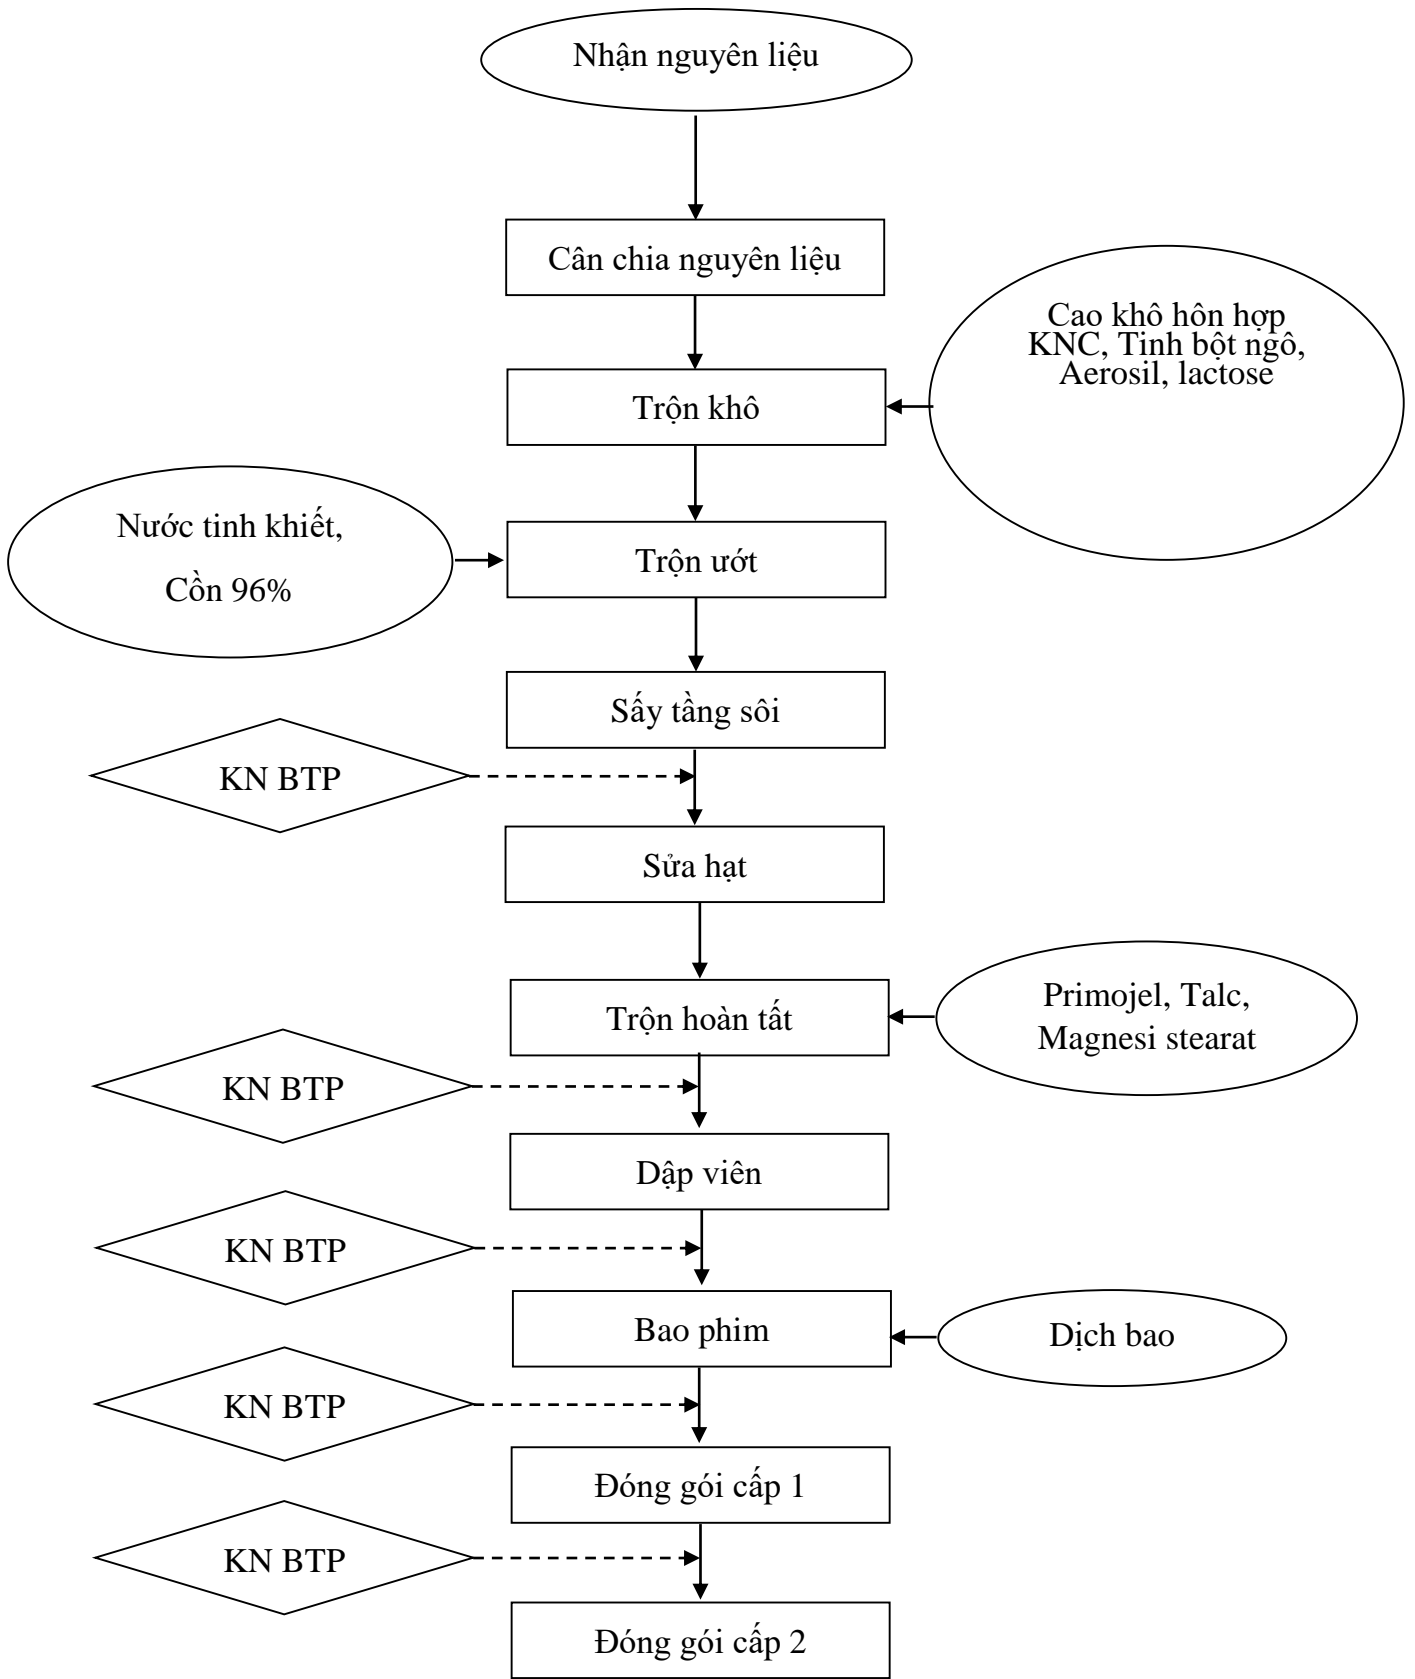 Nhận nguyên liệu
Cân chia nguyên liệu
Cao khô hôn hợp
KNC, Tinh bột ngô,
Aerosil, lactose
Trộn khô
Nước tinh khiết,
Cồn 96%
Trộn ướt
Sấy tầng sôi
KN BTP
Sửa hạt
Trộn hoàn tất
Primojel, Talc,
Magnesi stearat
KN BTP
Dập viên
KN BTP
Bao phim
Dịch bao
KN BTP
Đóng gói cấp 1
KN BTP
Đóng gói cấp 2